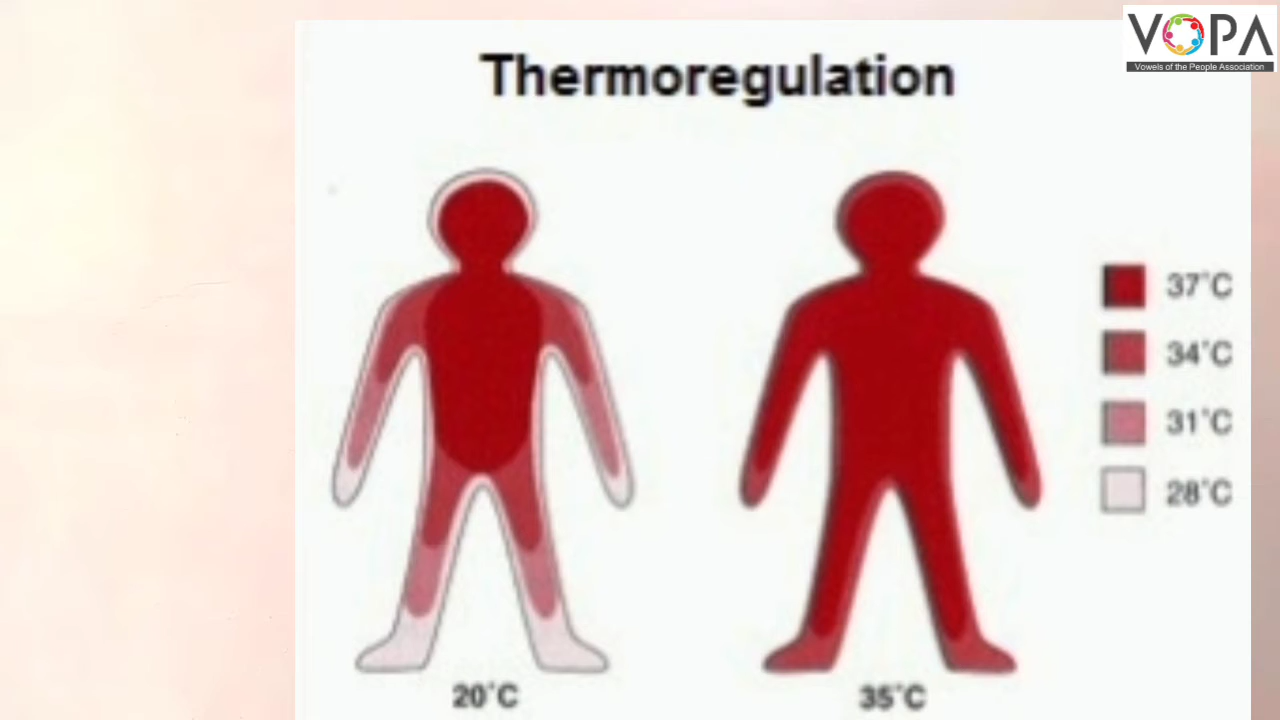 VOPA
Vowels of the People Association
Thermoregulation
37°C
34°C
31°C
28°C
20°C
35°C